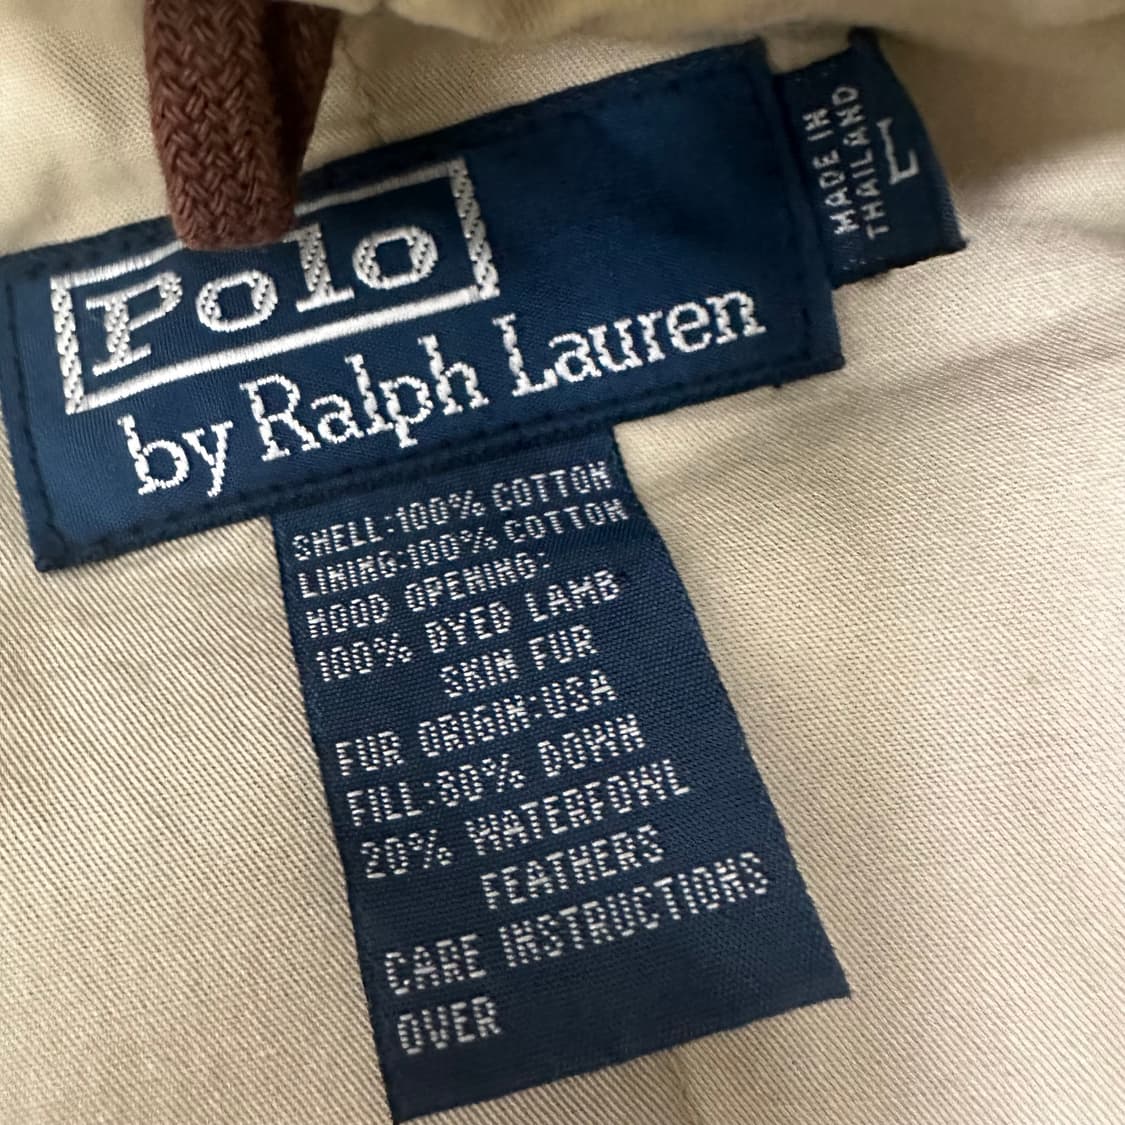 Polo
by Ralph Lauren
MADE IN
THAILAND
L
SHELL:100% COTTON
LINING:100% COTTON
HOOD OPENING:
100% DYED LAMB
SKIN FUR
FUR ORIGIN:USA
FILL:80% DOWN
20% WATERFOWL
FEATHERS
CARE INSTRUCTIONS
OVER